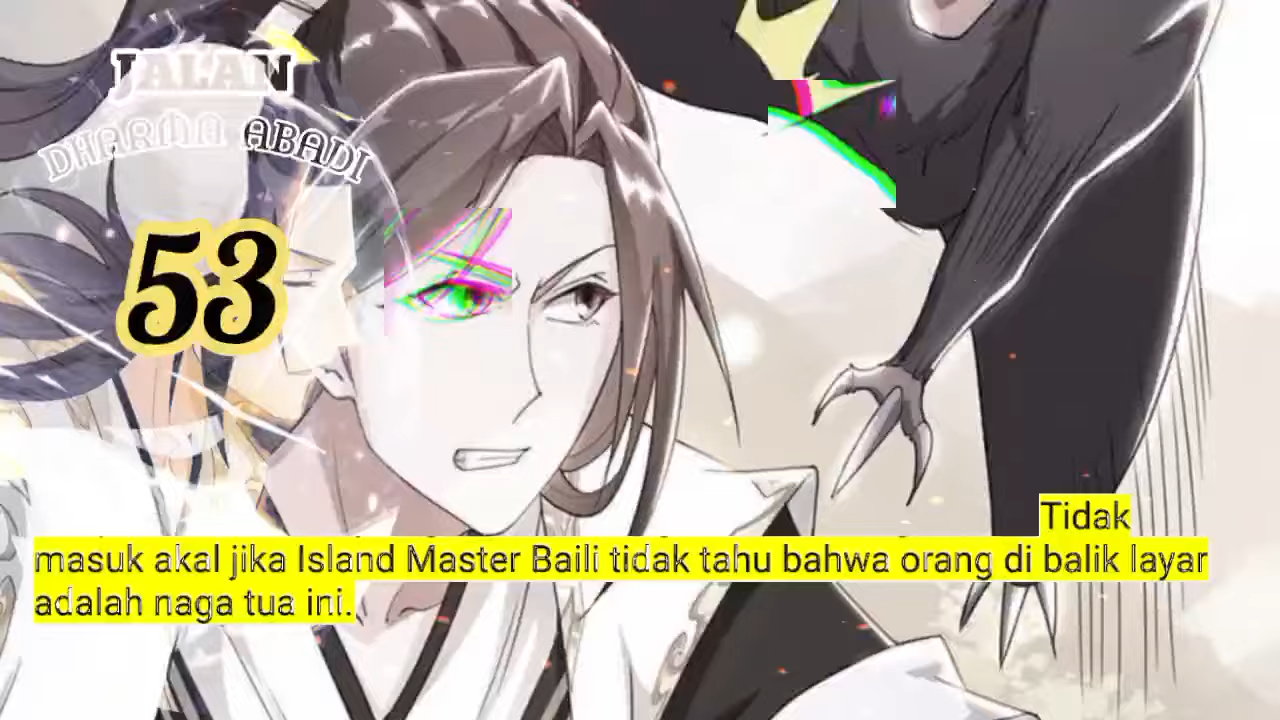 JALAN
DHARMA ABADI
53
Tidak
masuk akal jika Island Master Baili tidak tahu bahwa orang di balik layar
adalah naga tua ini.